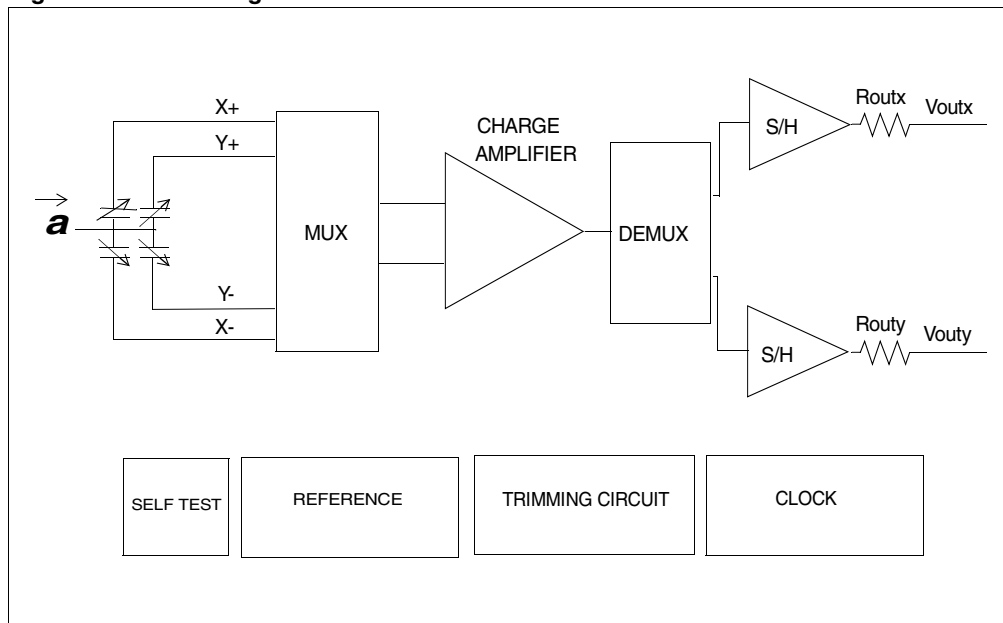 X+
Y+
a
Y-
X-
MUX
CHARGE
AMPLIFIER
DEMUX
S/H
Routx
Voutx
S/H
Routy
Vouty
SELF TEST
REFERENCE
TRIMMING CIRCUIT
CLOCK